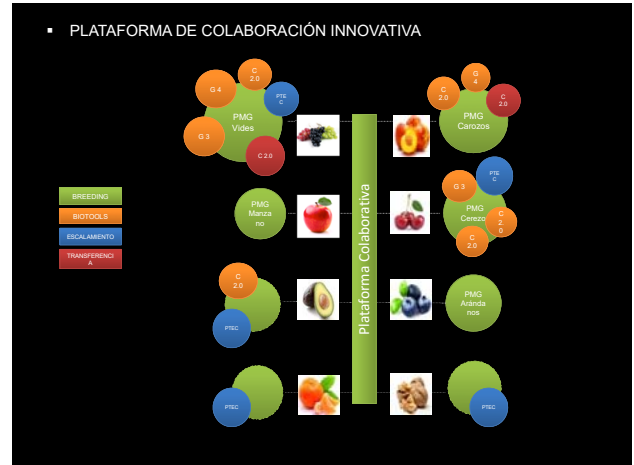 ▪ PLATAFORMA DE COLABORACIÓN INNOVATIVA
G 4
C
2.0
PTE
C
G 3
PMG
Vides
C 2.0
C
2.0
G
4
C
2.0
PMG
Carozos
BREEDING
BIOTOOLS
ESCALAMIENTO
TRANSFERENCI
A
PMG
Manza
no
Plataforma Colaborativa
G 3
PTE
C
PMG
Cerezo
C
2.
0
C
2.0
C
2.0
PTEC
PMG
Aránda
nos
PTEC
PTEC